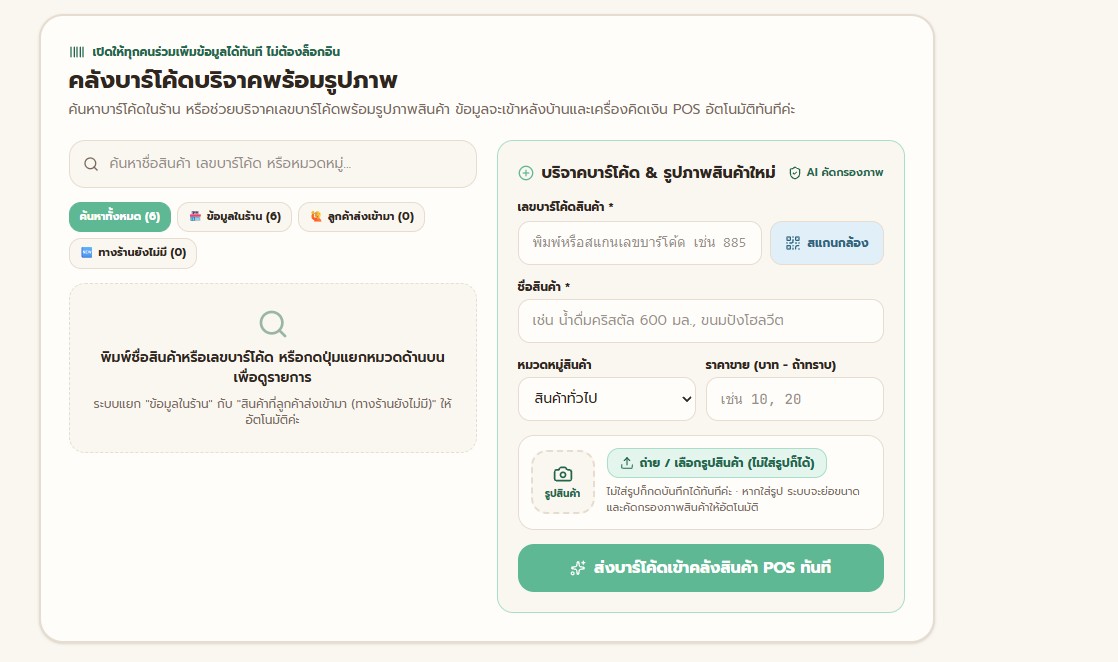 เปิดให้ทุกคนร่วมเพิ่มข้อมูลได้ทันที ไม่ต้องล็อกอิน
คลังบาร์โค้ดบริจาคพร้อมรูปภาพ
ค้นหาบาร์โค้ดในร้าน หรือช่วยบริจาคเลขบาร์โค้ดพร้อมรูปภาพสินค้า ข้อมูลจะเข้าหลังบ้านและเครื่องคิดเงิน POS อัตโนมัติทันทีค่ะ
ค้นหาชื่อสินค้า เลขบาร์โค้ด หรือหมวดหมู่...
ค้นหาทั้งหมด (6)
ข้อมูลในร้าน (6)
ลูกค้าส่งเข้ามา (0)
ทางร้านยังไม่มี (0)
พิมพ์ชื่อสินค้าหรือเลขบาร์โค้ด หรือกดปุ่มแยกหมวดด้านบน
เพื่อดูรายการ
ระบบแยก "ข้อมูลในร้าน" กับ "สินค้าที่ลูกค้าส่งเข้ามา (ทางร้านยังไม่มี)" ให้
อัตโนมัติค่ะ
บริจาคบาร์โค้ด & รูปภาพสินค้าใหม่
AI คัดกรองภาพ
เลขบาร์โค้ดสินค้า *
พิมพ์หรือสแกนเลขบาร์โค้ด เช่น 885
สแกนกล้อง
ชื่อสินค้า *
เช่น น้ำดื่มคริสตัล 600 มล., ขนมปังโฮลวีต
หมวดหมู่สินค้า
ราคาขาย (บาท - ถ้าทราบ)
สินค้าทั่วไป
เช่น 10, 20
รูปสินค้า
ถ่าย / เลือกรูปสินค้า (ไม่ใส่รูปก็ได้)
ไม่ใส่รูปก็กดบันทึกได้ทันทีค่ะ · หากใส่รูป ระบบจะย่อขนาด
และคัดกรองภาพสินค้าให้อัตโนมัติ
ส่งบาร์โค้ดเข้าคลังสินค้า POS ทันที